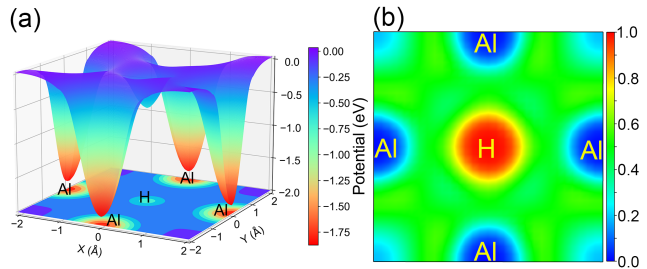 (a)
0.0
−0.5
−1.0
−1.5
−2.0
Al
Al
H
Al
Al
−2
−1
0
1
2
X (Å)
−2
−1
0
1
2
Y (Å)
0.00
−0.25
−0.50
−0.75
−1.00
−1.25
−1.50
−1.75
Potential (eV)
(b)
Al
Al
H
Al
Al
1.0
0.8
0.6
0.4
0.2
0.0